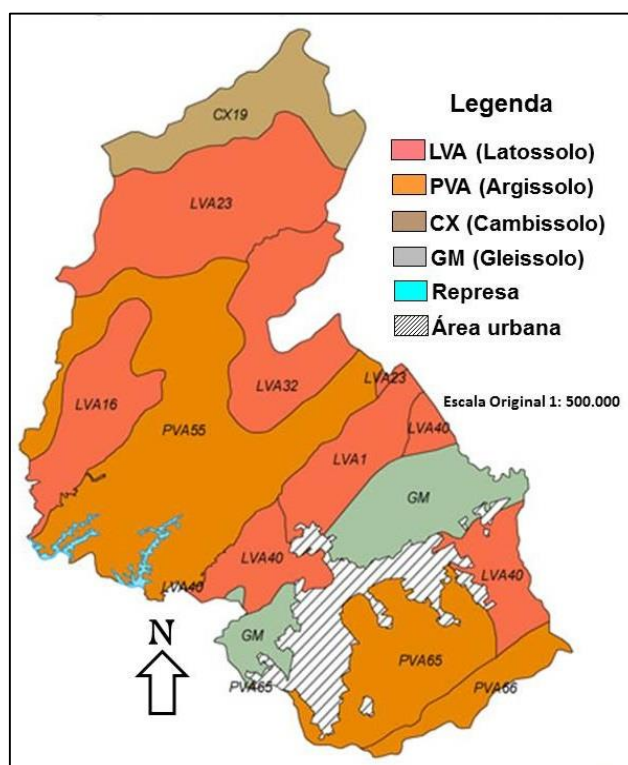 CX19
LVA23
LVA32
LVA16
PVA55
LVA23
LVA40
LVA1
GM
LVA40
LVA40
LVA40
GM
PVA65
PVA65
PVA66
N
Legenda
LVA (Latossolo)
PVA (Argissolo)
CX (Cambissolo)
GM (Gleissolo)
Represa
Área urbana
Escala Original 1: 500.000